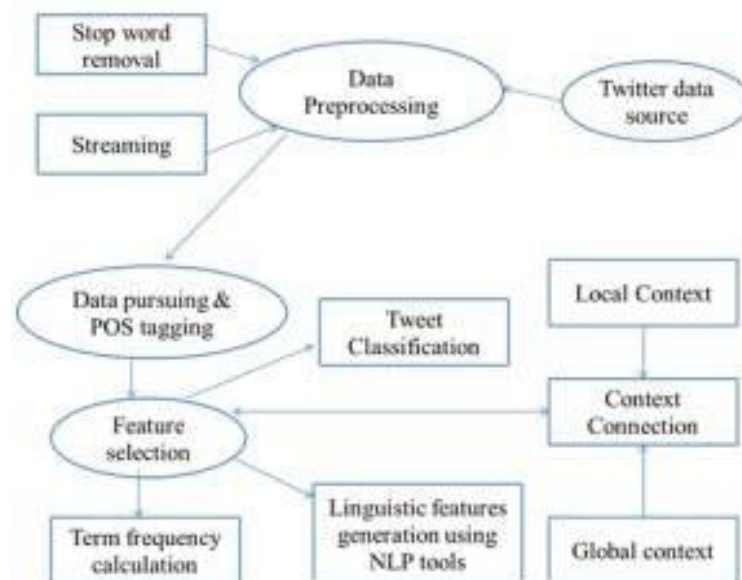 Stop word
removal
Data
Preprocessing
Twitter data
source
Streaming
Data pursuing &
POS tagging
Local Context
Tweet
Classification
Context
Connection
Feature
selection
Linguistic features
generation using
NLP tools
Term frequency
calculation
Global context